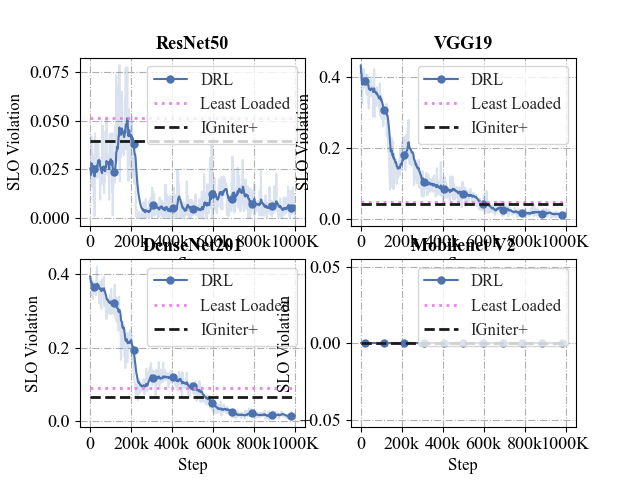 ResNet50
SLO Violation
0.075
0.050
0.025
0.000
DRL
Least Loaded
IGniter+
0
200k
400k
600k
800k
1000K
VGG19
SLO Violation
0.4
0.2
0.0
DRL
Least Loaded
IGniter+
0
200k
400k
600k
800k
1000K
DenseNet201
SLO Violation
0.4
0.2
0.0
DRL
Least Loaded
IGniter+
0
200k
400k
600k
800k
1000K
Step
Mobilenet V2
SLO Violation
0.05
0.00
−0.05
DRL
Least Loaded
IGniter+
0
200k
400k
600k
800k
1000K
Step